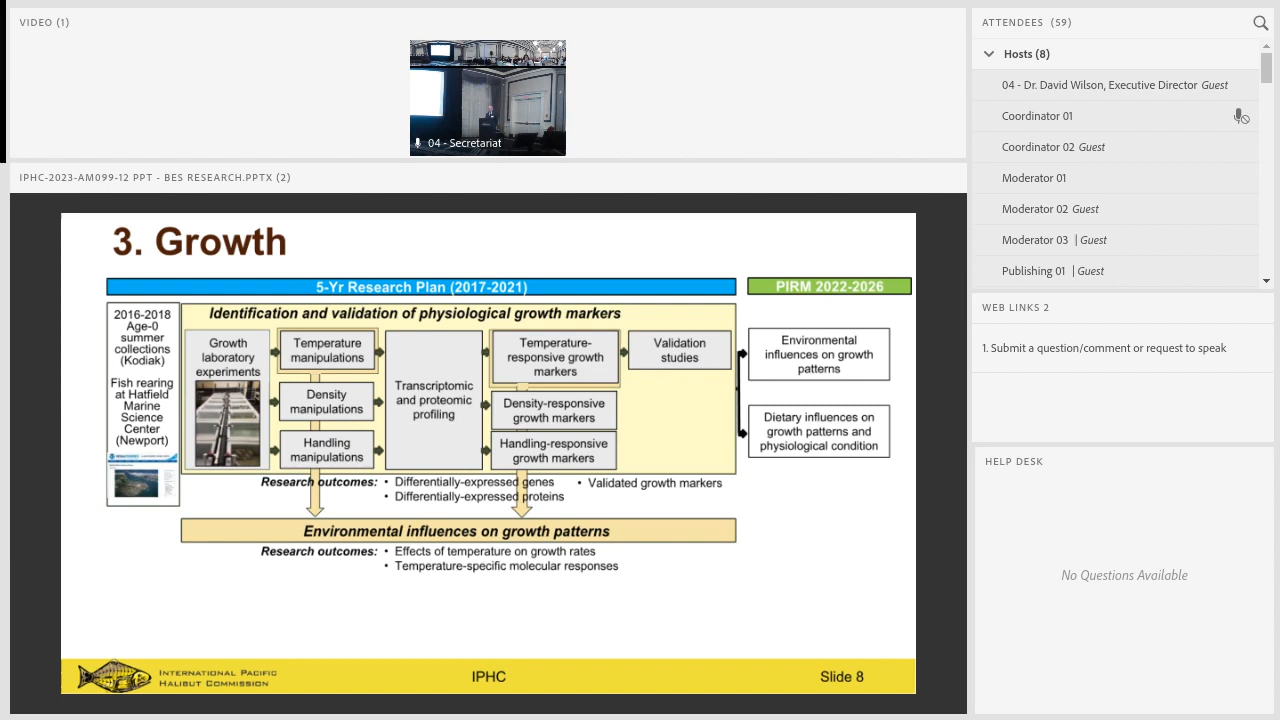 VIDEO (1)
04 - Secretariat
IPHC-2023-AM099-12 PPT - BES RESEARCH.PPTX (2)
3. Growth
5-Yr Research Plan (2017-2021)
PIRM 2022-2026
2016-2018
Age-0
summer
collections
(Kodiak)
Fish rearing
at Hatfield
Marine
Science
Center
(Newport)
Identification and validation of physiological growth markers
Growth
laboratory
experiments
Temperature
manipulations
Density
manipulations
Handling
manipulations
Transcriptomic
and proteomic
profiling
Temperature-
responsive growth
markers
Density-responsive
growth markers
Handling-responsive
growth markers
Validation
studies
Environmental
influences on growth
patterns
Dietary influences on
growth patterns and
physiological condition
Research outcomes: • Differentially-expressed genes • Validated growth markers
• Differentially-expressed proteins
Environmental influences on growth patterns
Research outcomes: • Effects of temperature on growth rates
• Temperature-specific molecular responses
INTERNATIONAL PACIFIC
HALIBUT COMMISSION
IPHC
Slide 8
ATTENDEES (59)
Hosts (8)
04 - Dr. David Wilson, Executive Director Guest
Coordinator 01
Coordinator 02 Guest
Moderator 01
Moderator 02 Guest
Moderator 03 | Guest
Publishing 01 | Guest
WEB LINKS 2
1. Submit a question/comment or request to speak
HELP DESK
No Questions Available